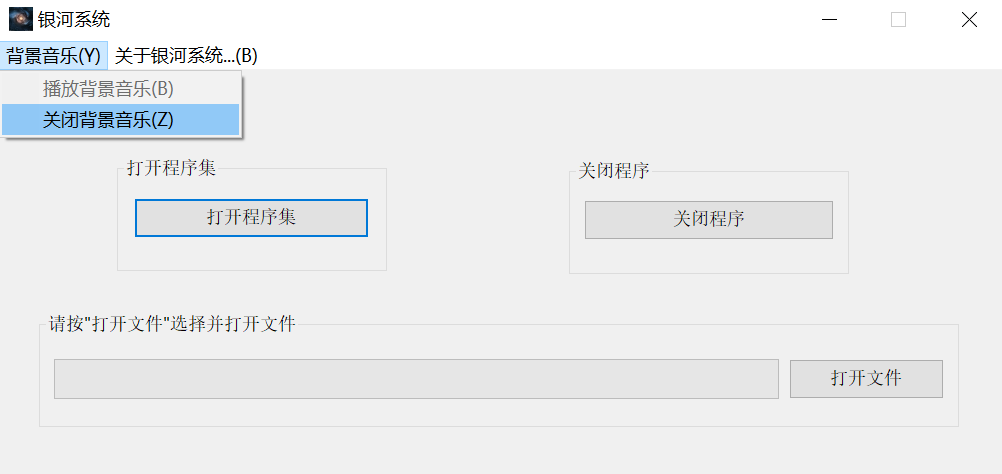 银河系统
背景音乐(Y) 关于银河系统...(B)
播放背景音乐(B)
关闭背景音乐(Z)
打开程序集
关闭程序
打开程序集
关闭程序
请按"打开文件"选择并打开文件
打开文件